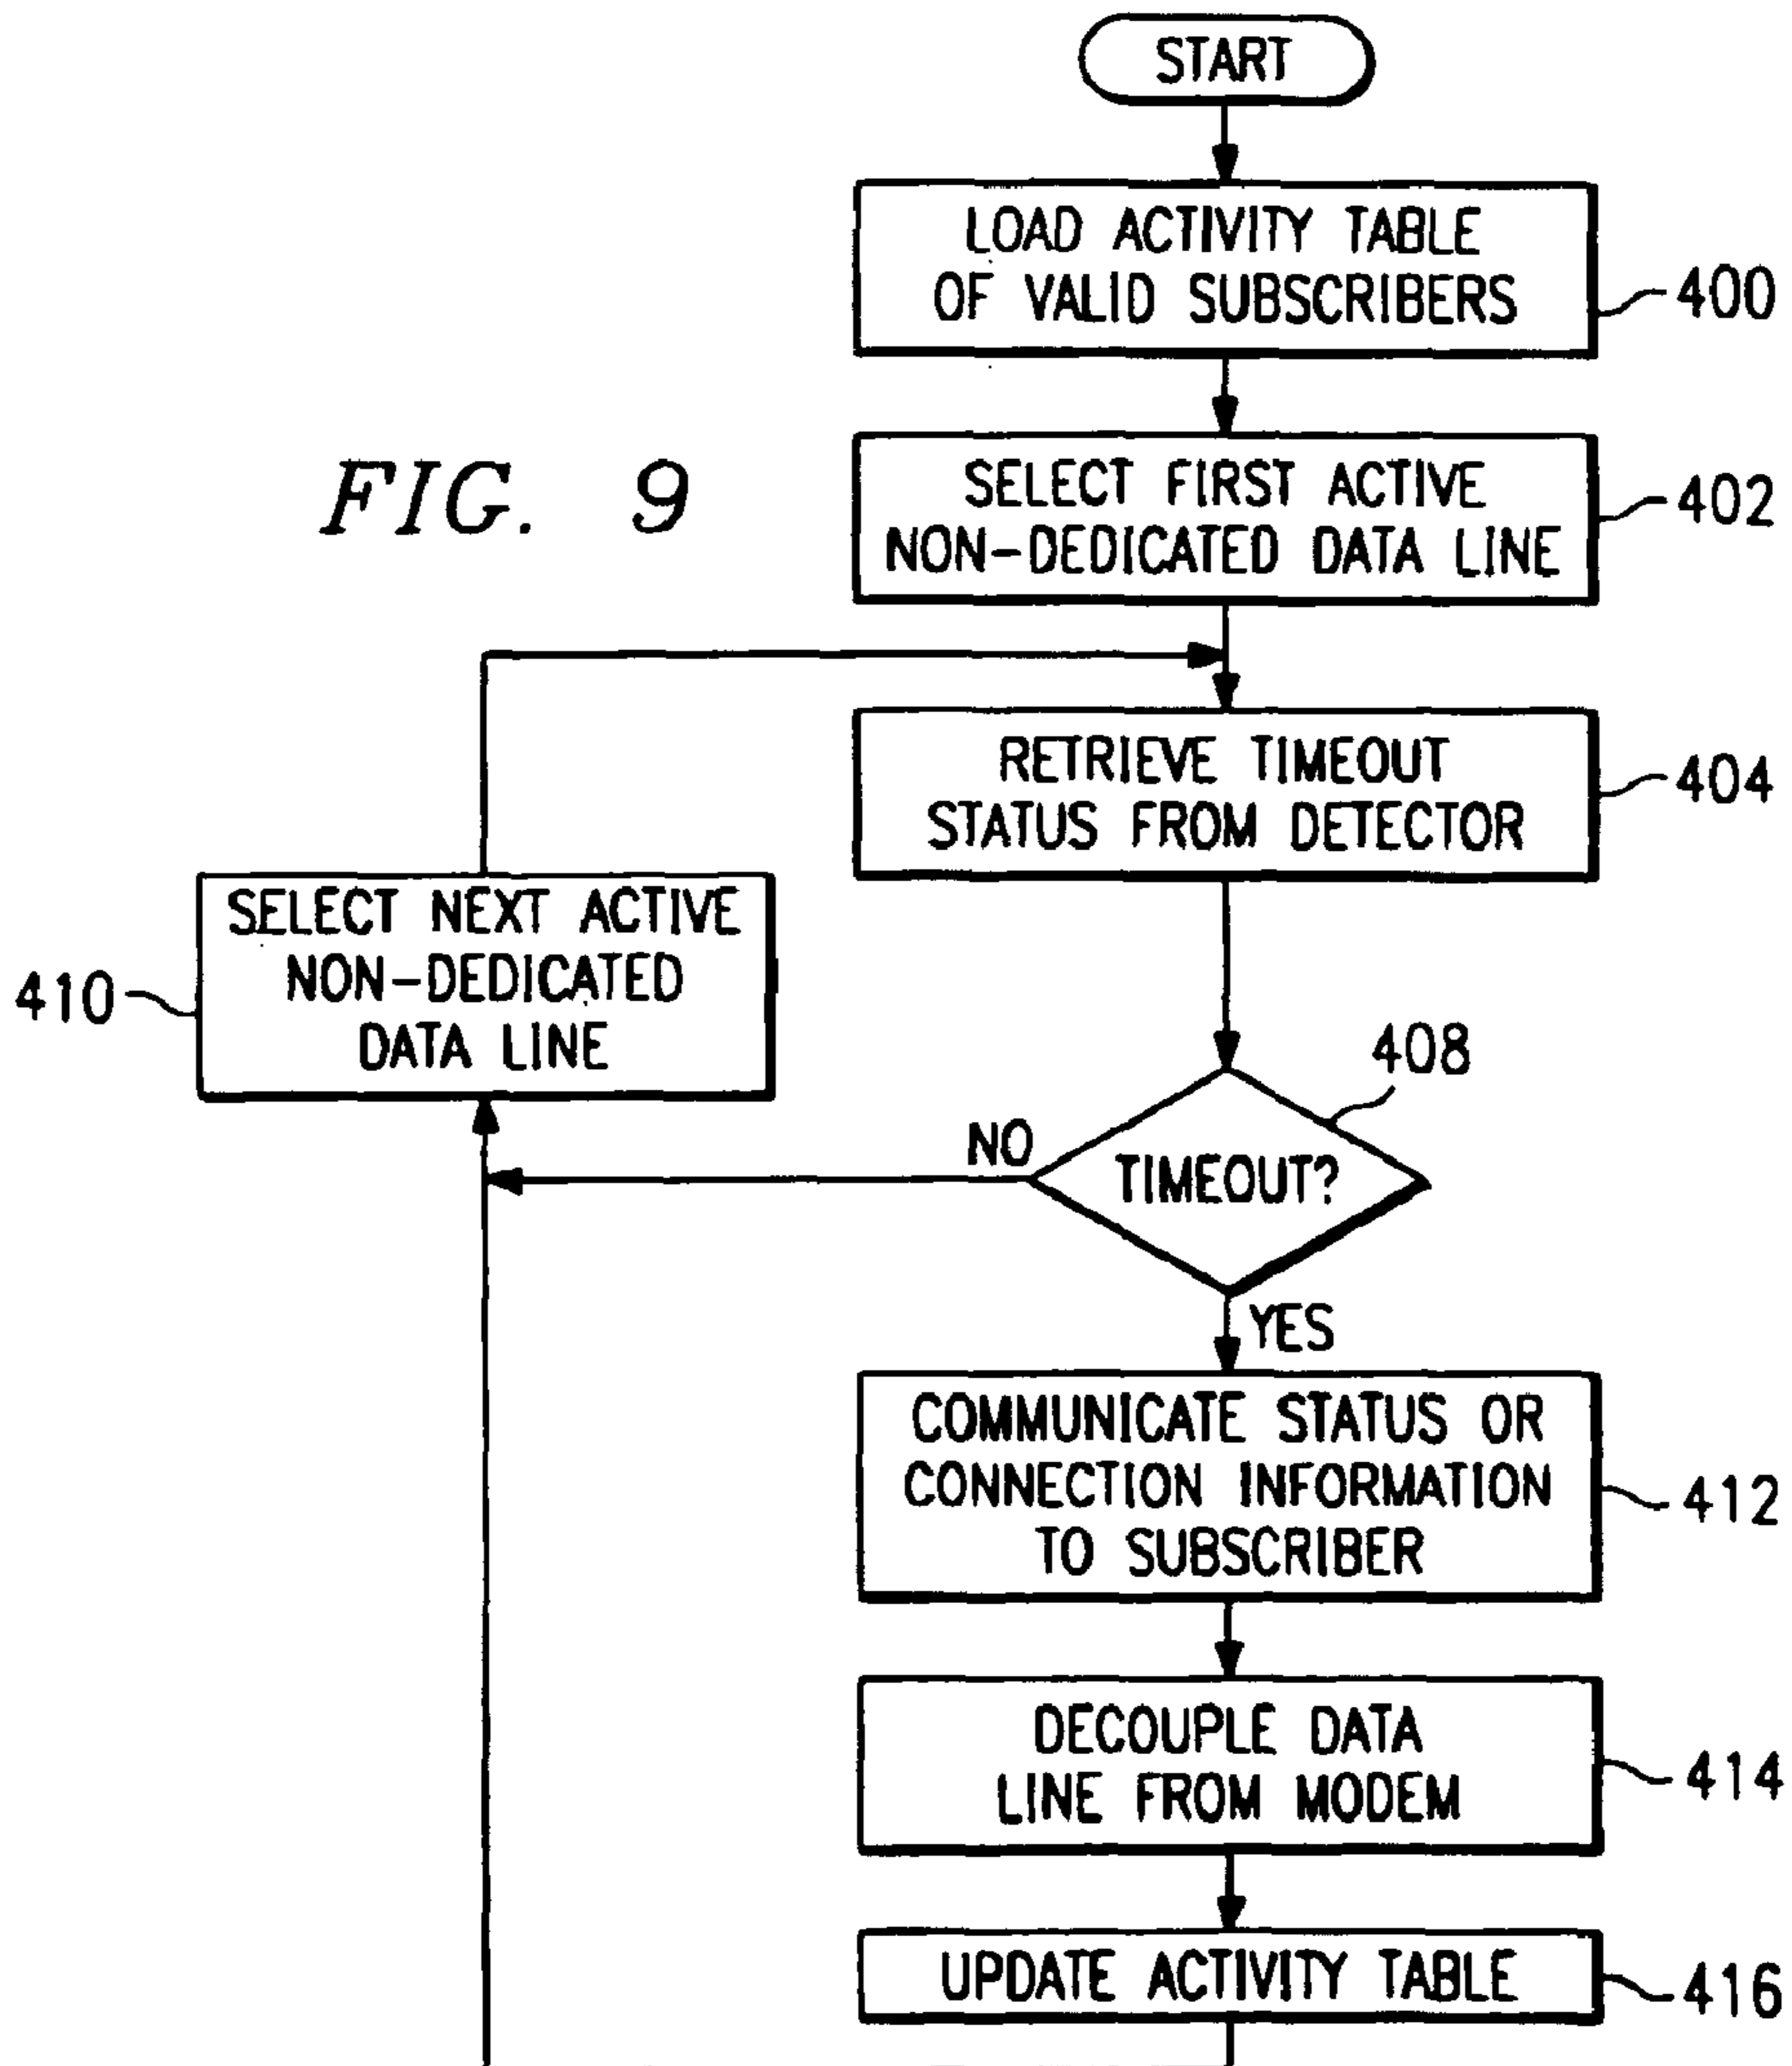 START
LOAD ACTIVITY TABLE
OF VALID SUBSCRIBERS
400
FIG. 9
SELECT FIRST ACTIVE
NON-DEDICATED DATA LINE
402
RETRIEVE TIMEOUT
STATUS FROM DETECTOR
404
SELECT NEXT ACTIVE
NON-DEDICATED
DATA LINE
410
408
TIMEOUT?
NO
YES
COMMUNICATE STATUS OR
CONNECTION INFORMATION
TO SUBSCRIBER
412
DECOUPLE DATA
LINE FROM MODEM
414
UPDATE ACTIVITY TABLE
416